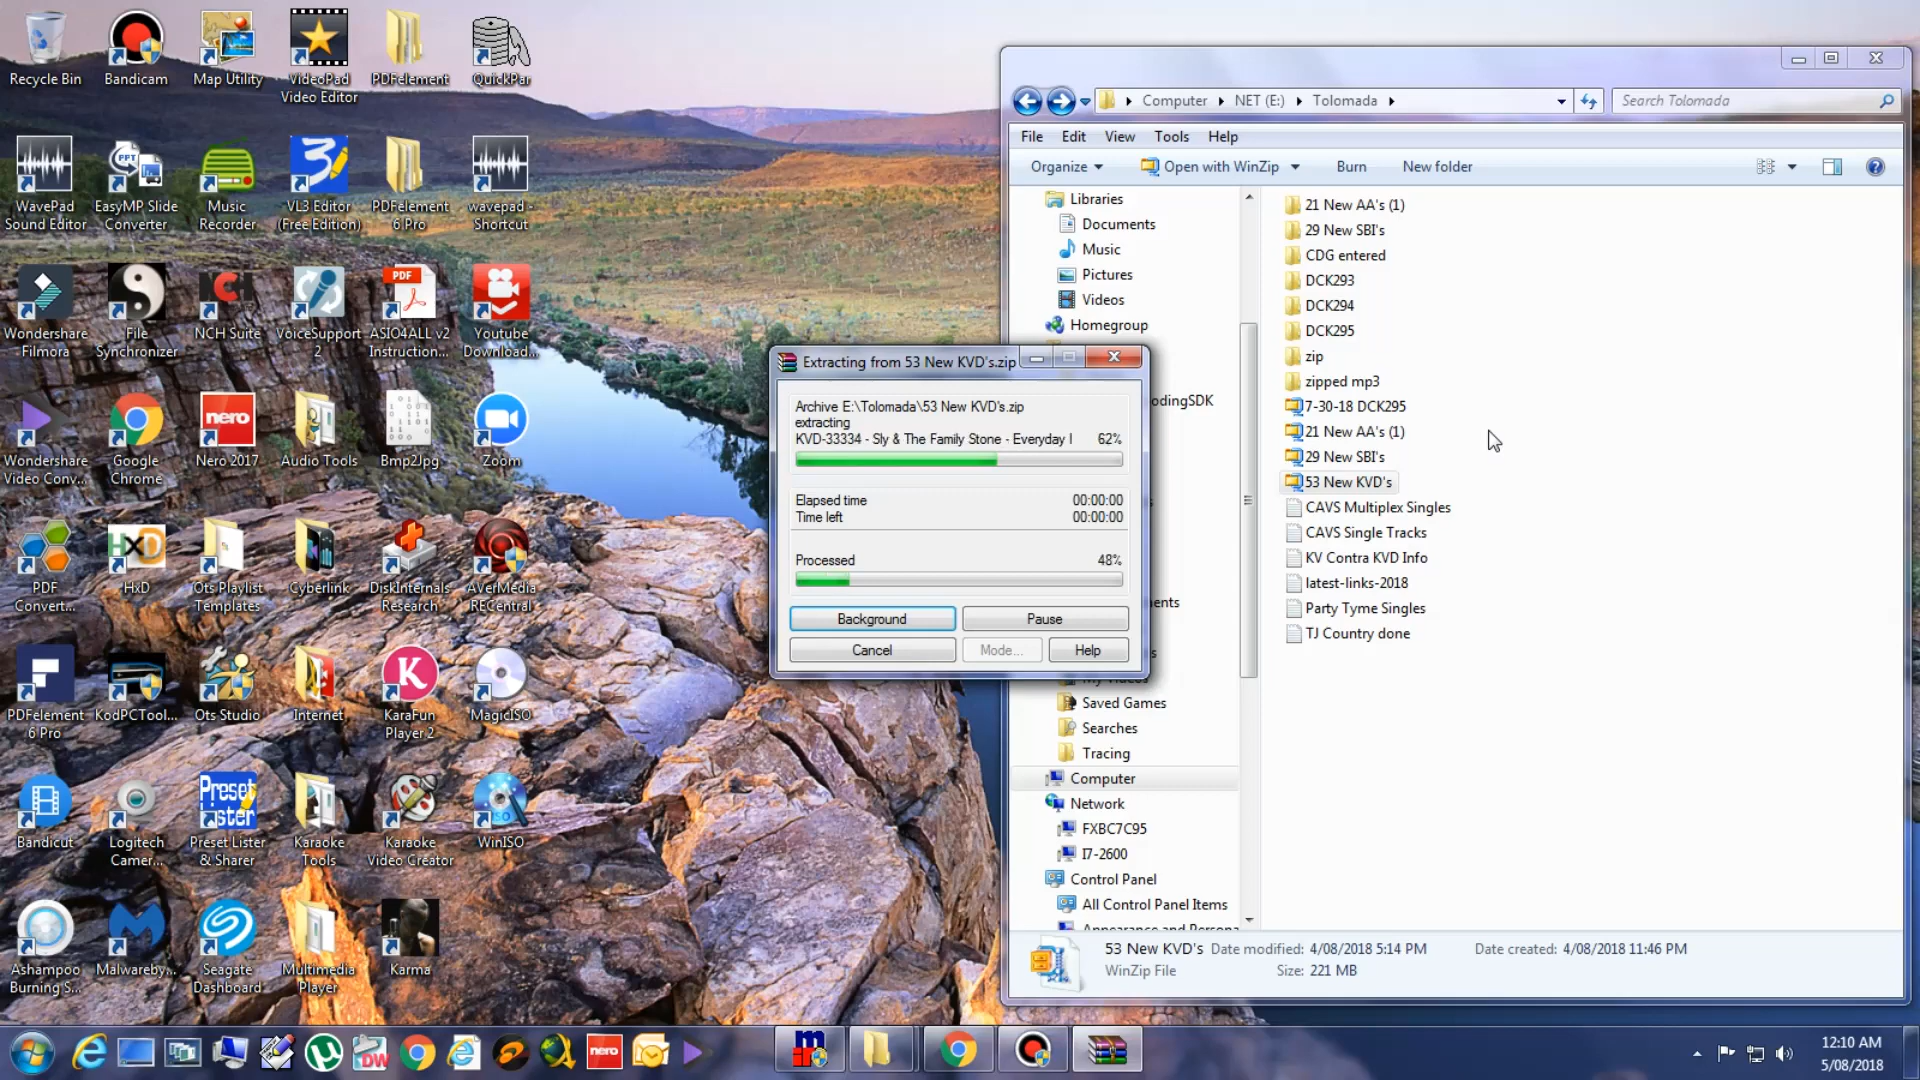 Recycle Bin
Bandicam
Map Utility
VideoPad
Video Editor
PDFelement
QuickPar
WavePad
Sound Editor
EasyMP Slide
Converter
Music
Recorder
VL3 Editor
(Free Edition)
PDFelement
6 Pro
wavepad -
Shortcut
Wondershare
Filmora
File
Synchronizer
NCH Suite
VoiceSupport
2
ASIO4ALL v2
Instruction...
Youtube
Download...
Wondershare
Video Conv...
Google
Chrome
Nero 2017
Audio Tools
Bmp2Jpg
Zoom
PDF
Convert...
HxD
Ots Playlist
Templates
Cyberlink
DiskInternals
Research
AVerMedia
RECentral
PDFelement
6 Pro
KodPCTool...
Ots Studio
Internet
KaraFun
Player 2
MagicISO
Bandicut
Logitech
Camer...
Preset Lister
& Sharer
Karaoke
Tools
Karaoke
Video Creator
WinISO
Ashampoo
Burning S...
Malwareby...
Seagate
Dashboard
Multimedia
Player
Karma
Computer
NET (E:)
Tolomada
Search Tolomada
File
Edit
View
Tools
Help
Organize
Open with WinZip
Burn
New folder
Libraries
Documents
Music
Pictures
Videos
Homegroup
odingSDK
Saved Games
Searches
Tracing
Computer
Network
FXBC7C95
I7-2600
Control Panel
All Control Panel Items
21 New AA's (1)
29 New SBI's
CDG entered
DCK293
DCK294
DCK295
zip
zipped mp3
7-30-18 DCK295
21 New AA's (1)
29 New SBI's
53 New KVD's
CAVS Multiplex Singles
CAVS Single Tracks
KV Contra KVD Info
latest-links-2018
Party Tyme Singles
TJ Country done
53 New KVD's Date modified: 4/08/2018 5:14 PM Date created: 4/08/2018 11:46 PM
WinZip File Size: 221 MB
Extracting from 53 New KVD's.zip
Archive E:\Tolomada\53 New KVD's.zip
extracting
KVD-33334 - Sly & The Family Stone - Everyday 62%
Elapsed time 00:00:00
Time left 00:00:00
Processed 48%
Background
Pause
Cancel
Mode...
Help
12:10 AM
5/08/2018